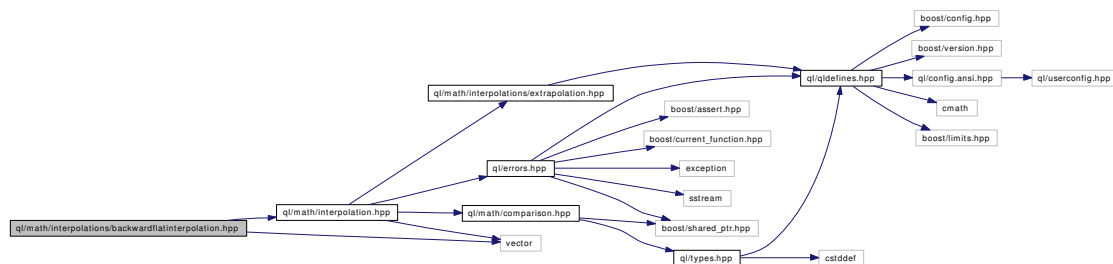 boost/config.hpp
boost/version.hpp
ql/qldefines.hpp
ql/config.ansi.hpp
ql/userconfig.hpp
ql/math/interpolations/extrapolation.hpp
cmath
boost/assert.hpp
boost/limits.hpp
boost/current_function.hpp
ql/errors.hpp
exception
sstream
ql/math/interpolation.hpp
ql/math/comparison.hpp
ql/math/interpolations/backwardflatinterpolation.hpp
boost/shared_ptr.hpp
vector
ql/types.hpp
cstddef